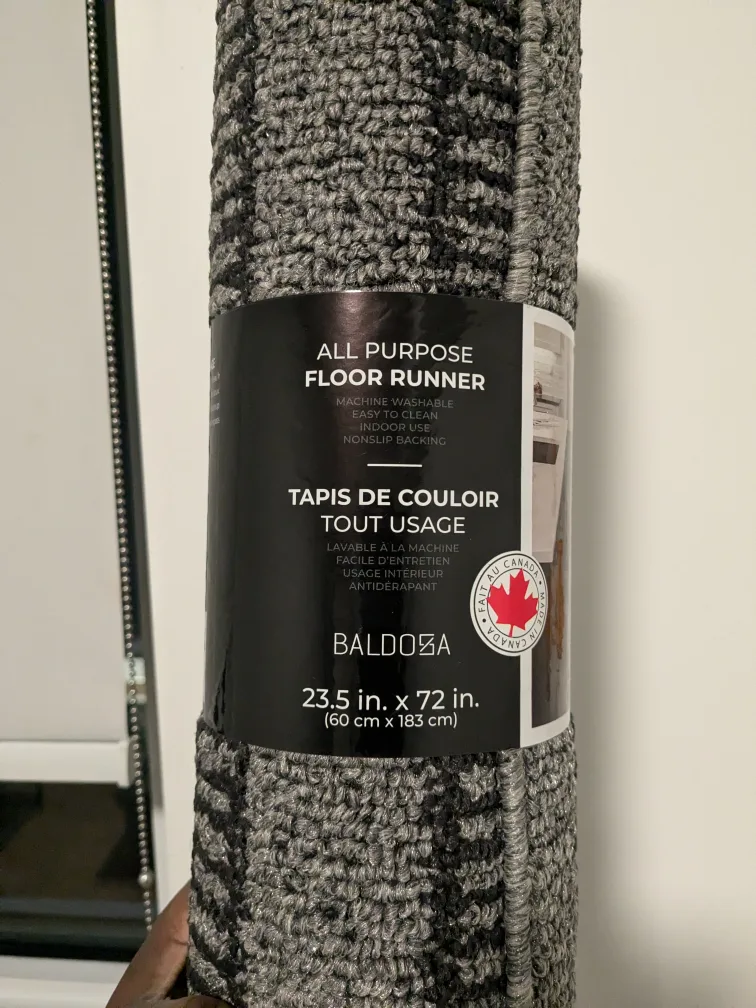 ALL PURPOSE
FLOOR RUNNER
MACHINE WASHABLE
EASY TO CLEAN
INDOOR USE
NONSLIP BACKING
TAPIS DE COULOIR
TOUT USAGE
LAVABLE À LA MACHINE
FACILE D'ENTRETIEN
USAGE INTÉRIEUR
ANTIDÉRAPANT
• FAIT AU CANADA • MADE IN CANADA
BALDOSA
23.5 in. x 72 in.
(60 cm x 183 cm)